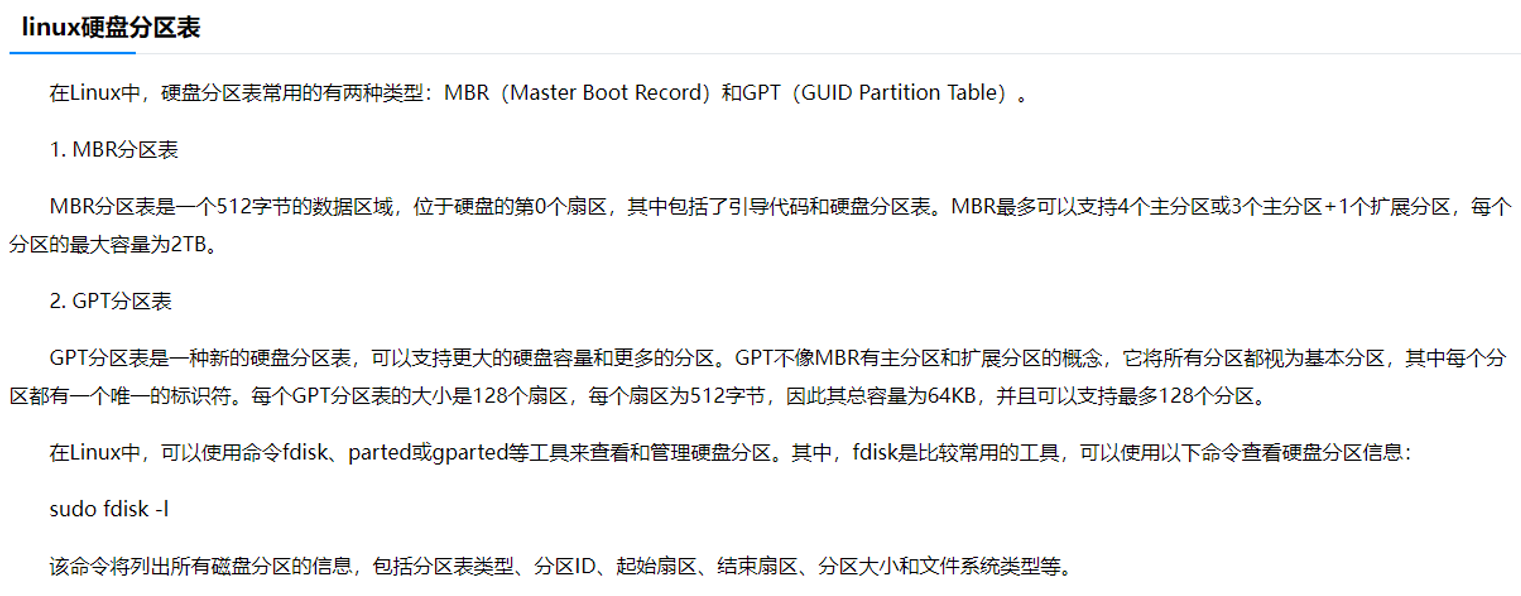 linux硬盘分区表
在Linux中，硬盘分区表常用的有两种类型：MBR（Master Boot Record）和GPT（GUID Partition Table）。
1. MBR分区表
MBR分区表是一个512字节的数据区域，位于硬盘的第0个扇区，其中包括了引导代码和硬盘分区表。MBR最多可以支持4个主分区或3个主分区+1个扩展分区，每个
分区的最大容量为2TB。
2. GPT分区表
GPT分区表是一种新的硬盘分区表，可以支持更大的硬盘容量和更多的分区。GPT不像MBR有主分区和扩展分区的概念，它将所有分区都视为基本分区，其中每个分
区都有一个唯一的标识符。每个GPT分区表的大小是128个扇区，每个扇区为512字节，因此其总容量为64KB，并且可以支持最多128个分区。
在Linux中，可以使用命令fdisk、parted或gparted等工具来查看和管理硬盘分区。其中，fdisk是比较常用的工具，可以使用以下命令查看硬盘分区信息：
sudo fdisk -l
该命令将列出所有磁盘分区的信息，包括分区表类型、分区ID、起始扇区、结束扇区、分区大小和文件系统类型等。